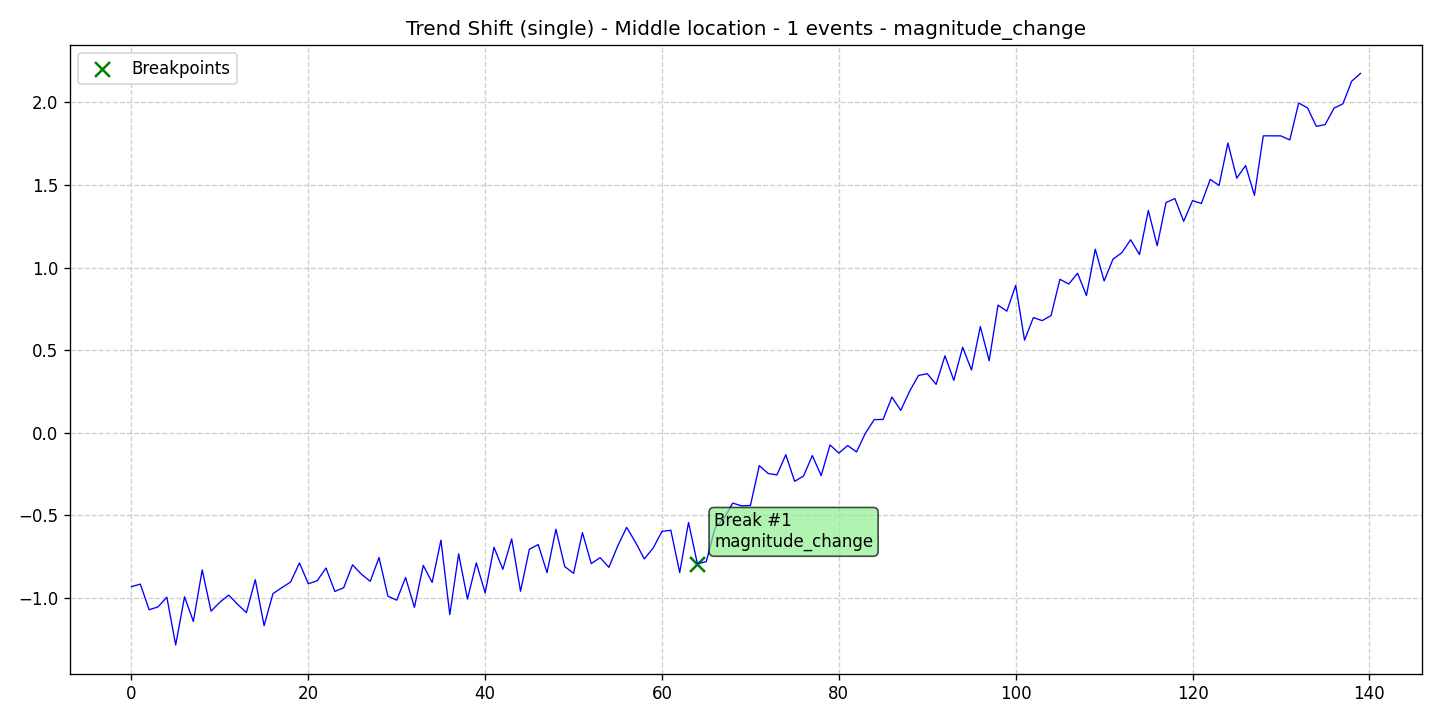 Trend Shift (single) - Middle location - 1 events - magnitude_change
Breakpoints
2.0
1.5
1.0
0.5
0.0
−0.5
−1.0
Break #1
magnitude_change
0 20 40 60 80 100 120 140